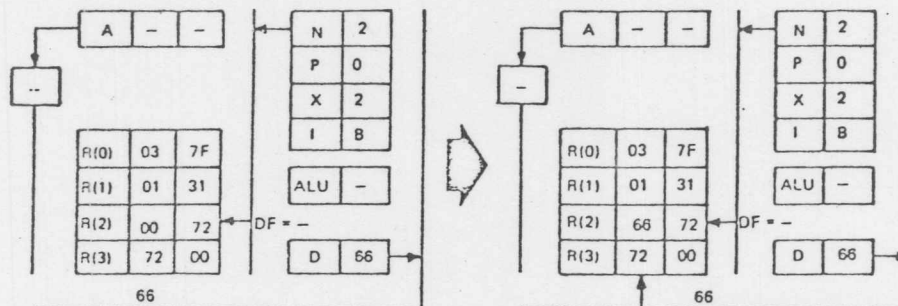 A – –
N 2
P 0
X 2
I B
--
R(0) 03 7F
R(1) 01 31
R(2) 00 72
R(3) 72 00
ALU –
DF = –
D 66
66
A – –
N 2
P 0
X 2
I B
–
R(0) 03 7F
R(1) 01 31
R(2) 66 72
R(3) 72 00
ALU –
DF = –
D 66
66